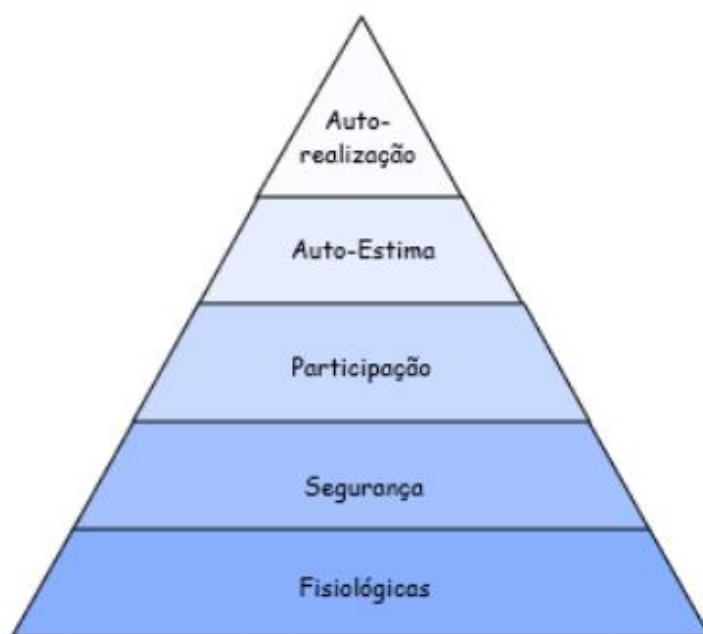 Auto-
realização
Auto-Estima
Participação
Segurança
Fisiológicas